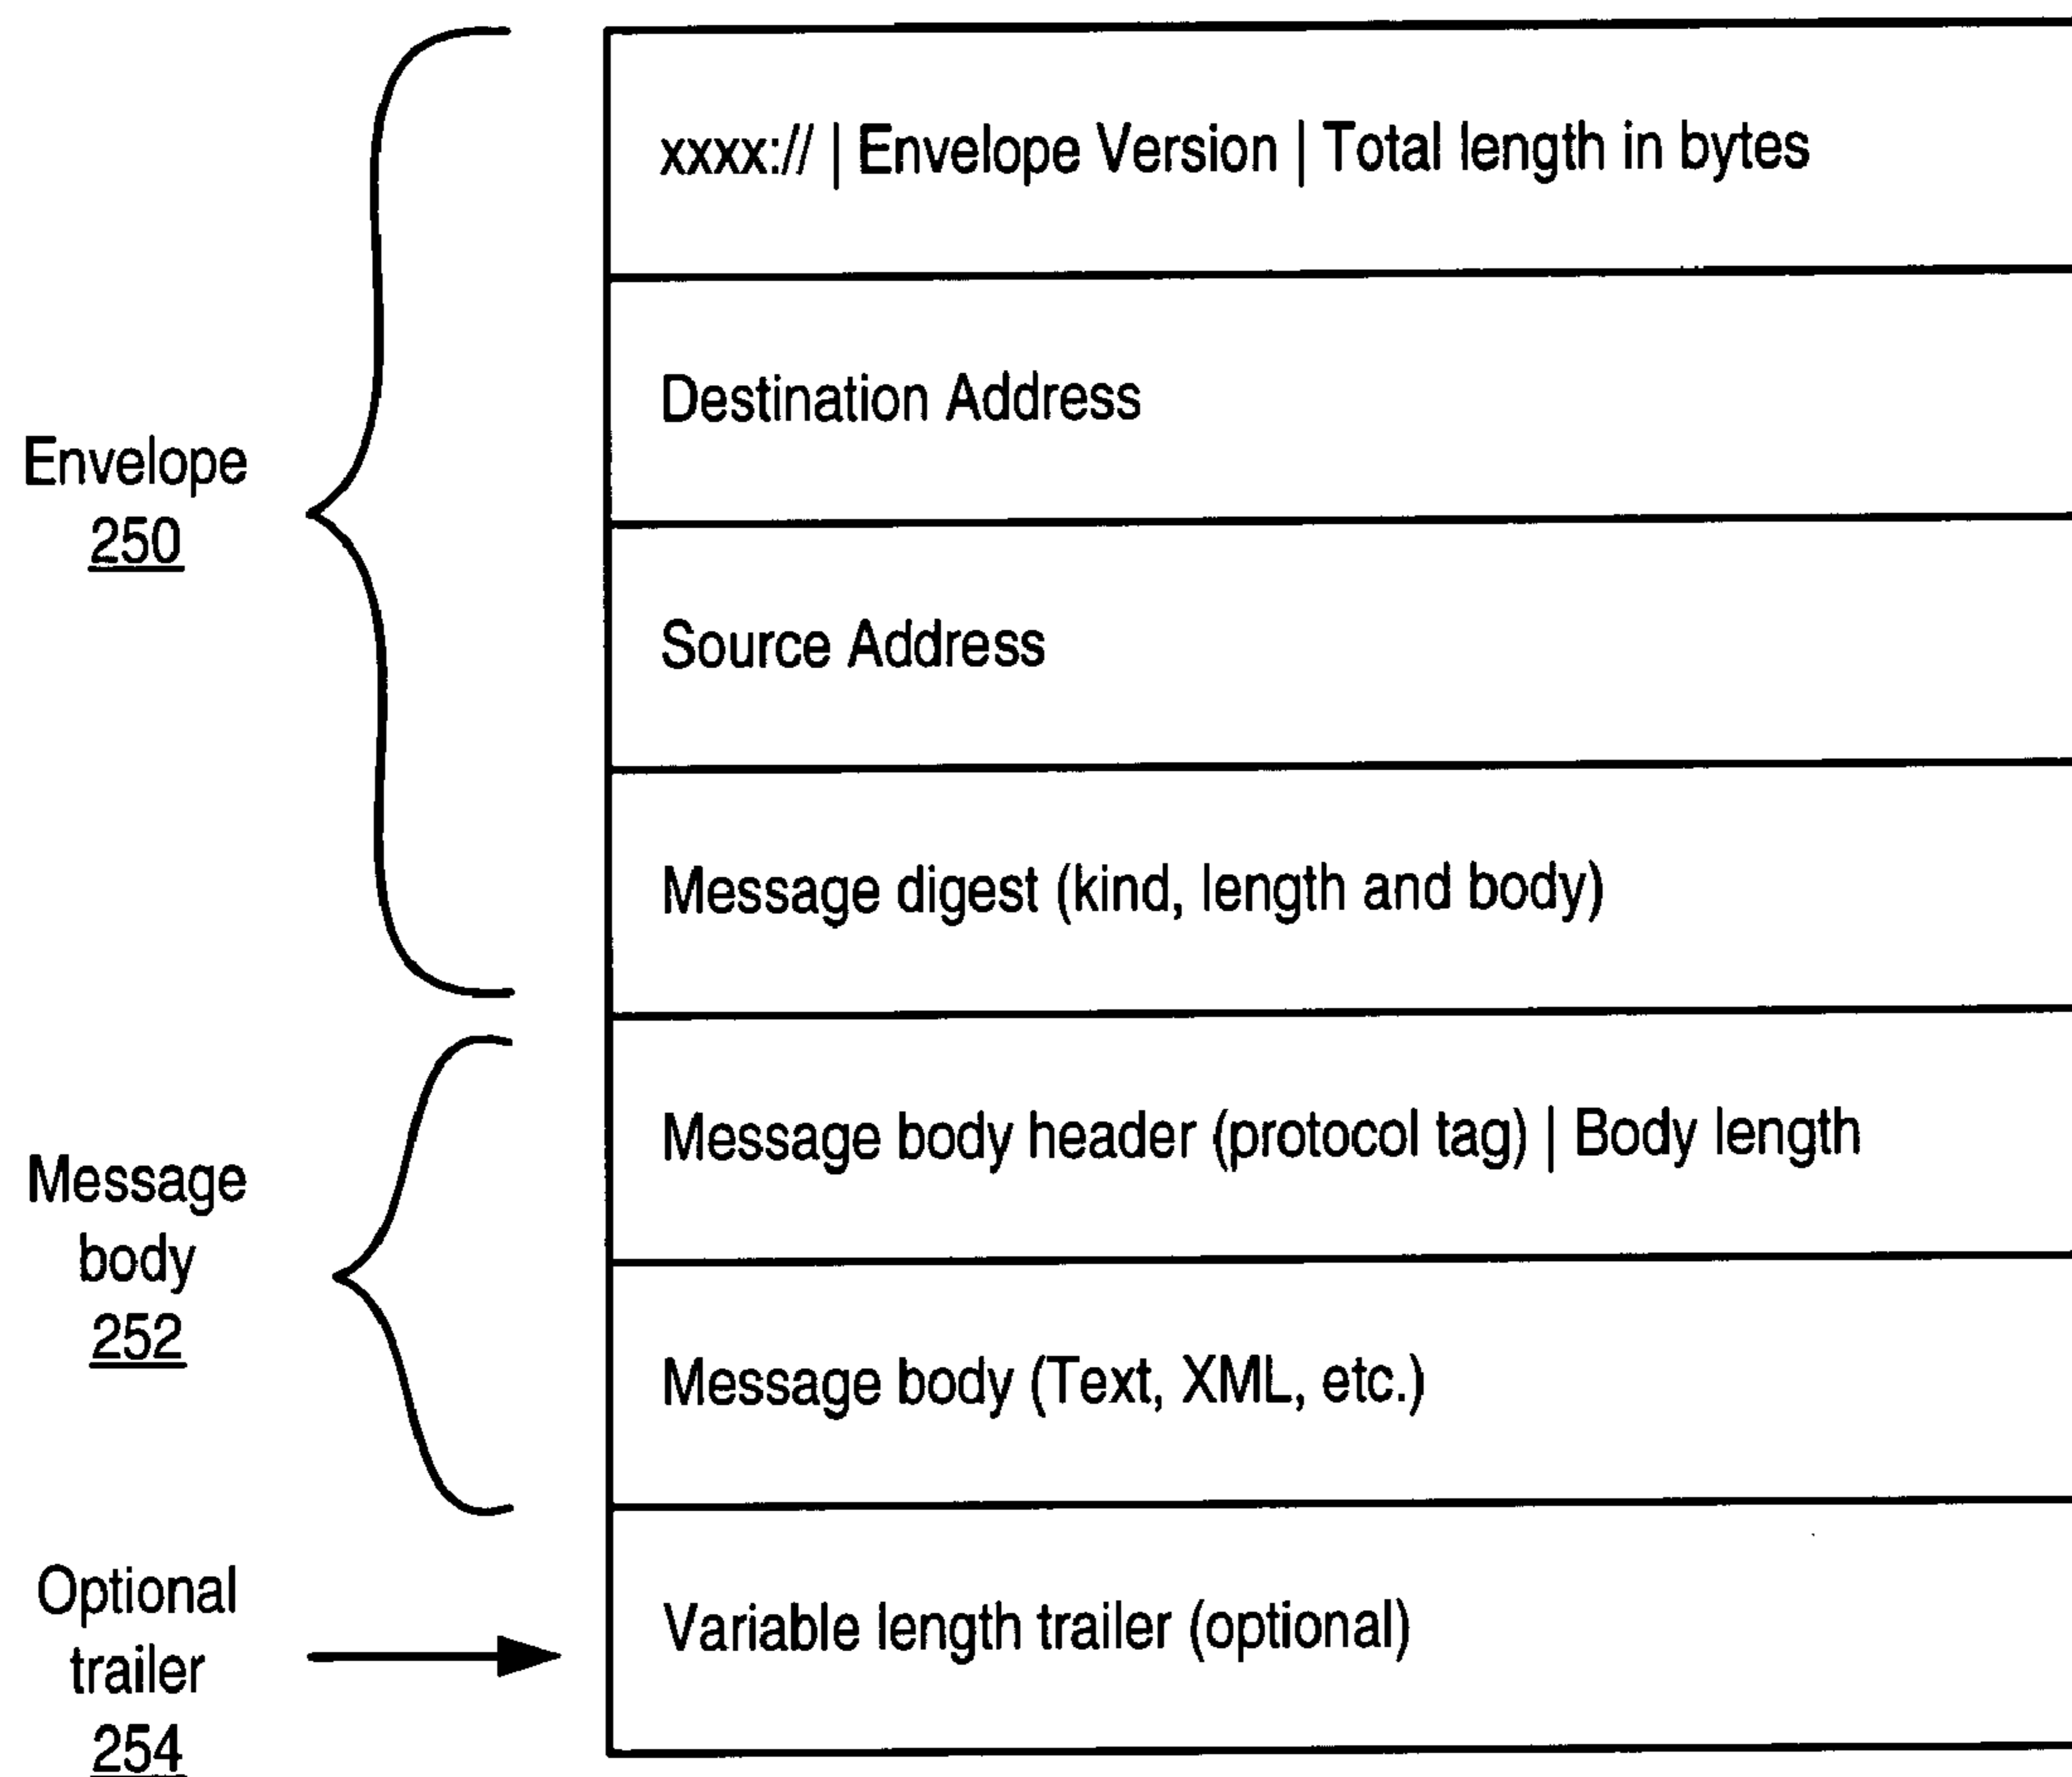 xxxx:// | Envelope Version | Total length in bytes
Destination Address
Envelope
250
Source Address
Message digest (kind, length and body)
Message body header (protocol tag) | Body length
Message
body
252
Message body (Text, XML, etc.)
Optional
trailer
254
Variable length trailer (optional)